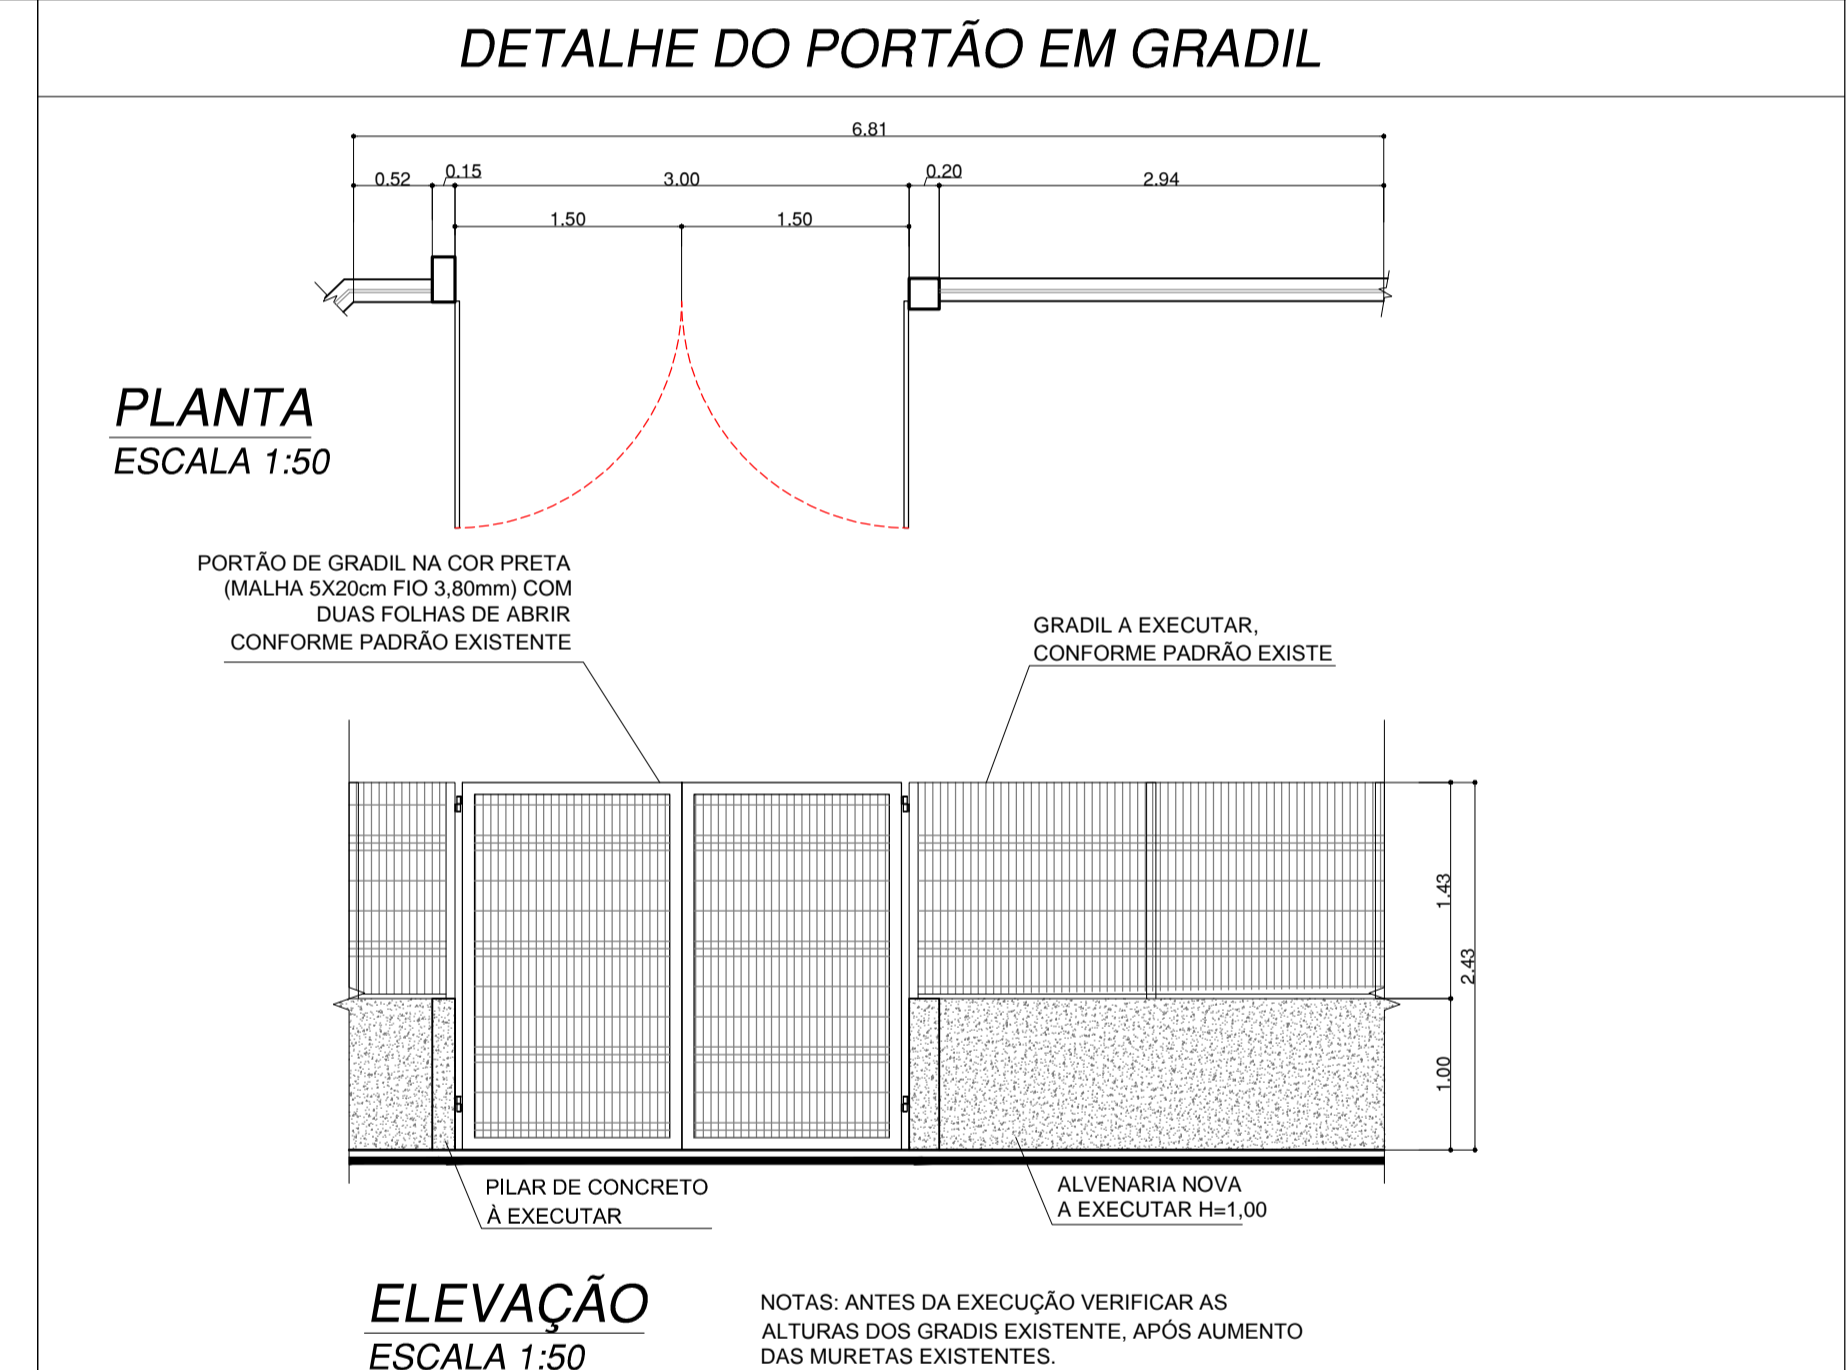 DETALHE DO PORTÃO EM GRADIL
6.81
0.52
0.15
3.00
0.20
2.94
1.50
1.50
PLANTA
ESCALA 1:50
PORTÃO DE GRADIL NA COR PRETA
(MALHA 5X20cm FIO 3,80mm) COM
DUAS FOLHAS DE ABRIR
CONFORME PADRÃO EXISTENTE
GRADIL A EXECUTAR,
CONFORME PADRÃO EXISTE
1.43
2.43
1.00
PILAR DE CONCRETO
À EXECUTAR
ALVENARIA NOVA
A EXECUTAR H=1,00
ELEVAÇÃO
ESCALA 1:50
NOTAS: ANTES DA EXECUÇÃO VERIFICAR AS
ALTURAS DOS GRADIS EXISTENTE, APÓS AUMENTO
DAS MURETAS EXISTENTES.